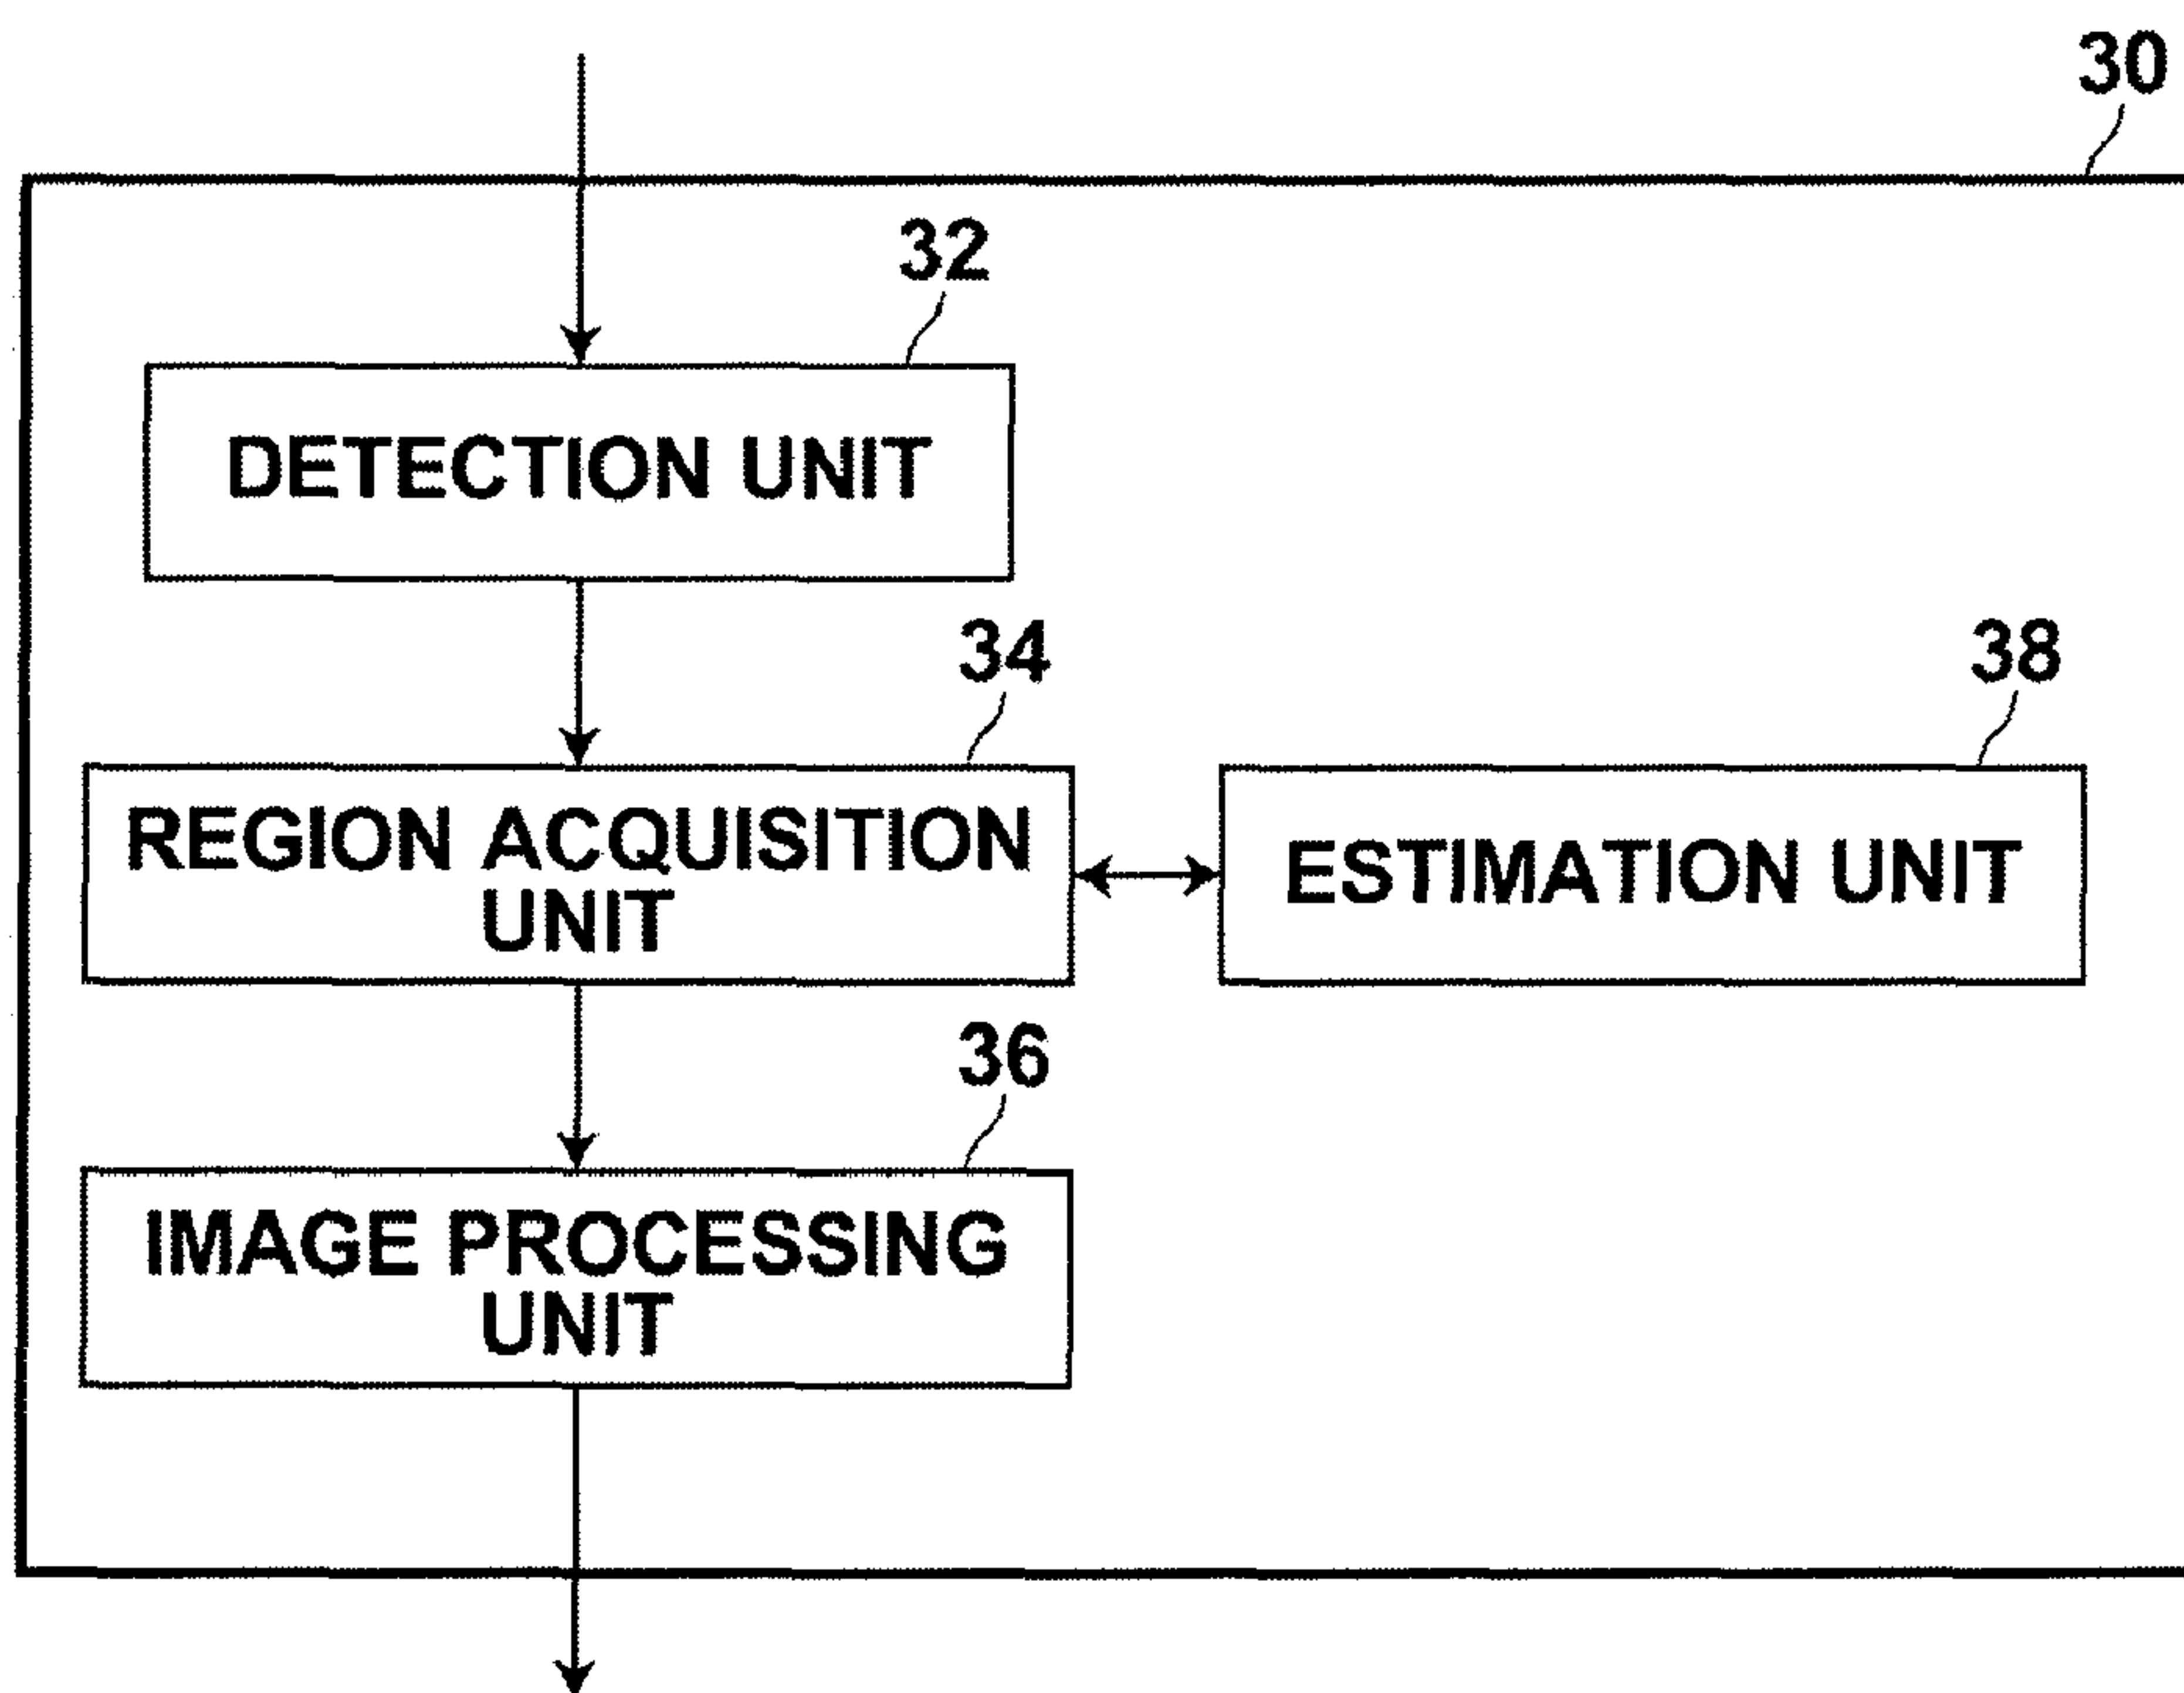 30
32
DETECTION UNIT
34
38
REGION ACQUISITION
UNIT
ESTIMATION UNIT
36
IMAGE PROCESSING
UNIT